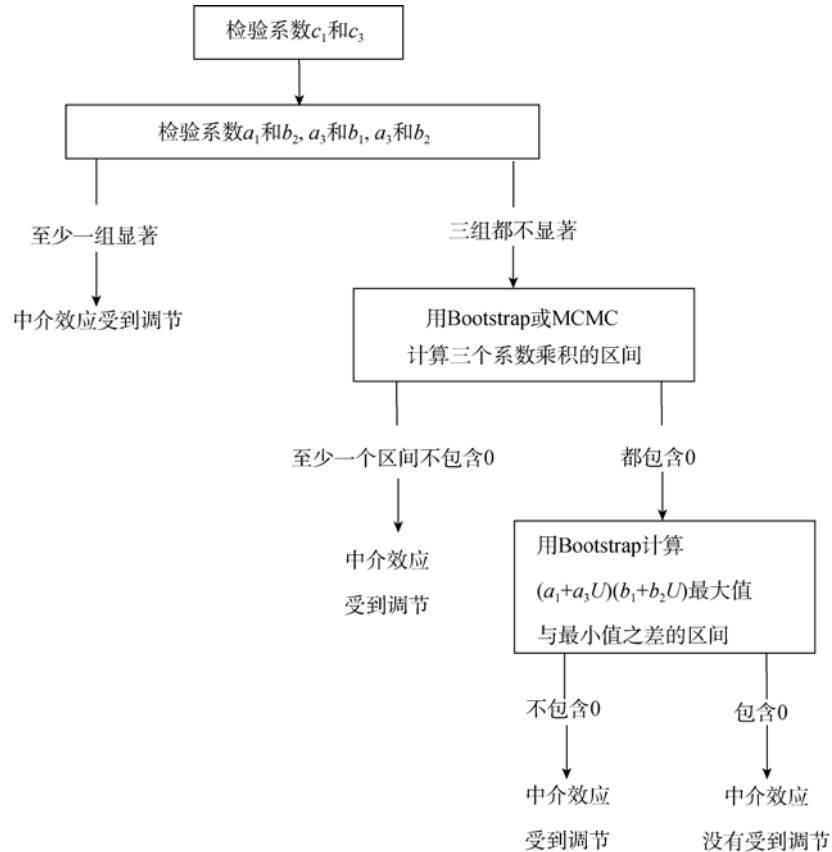 检验系数c₁和c₃
检验系数a₁和b₂, a₃和b₁, a₃和b₂
至少一组显著
三组都不显著
中介效应受到调节
用Bootstrap或MCMC
计算三个系数乘积的区间
至少一个区间不包含0
都包含0
中介效应
受到调节
用Bootstrap计算
(a₁+a₃U)(b₁+b₂U)最大值
与最小值之差的区间
不包含0
包含0
中介效应
受到调节
中介效应
没有受到调节